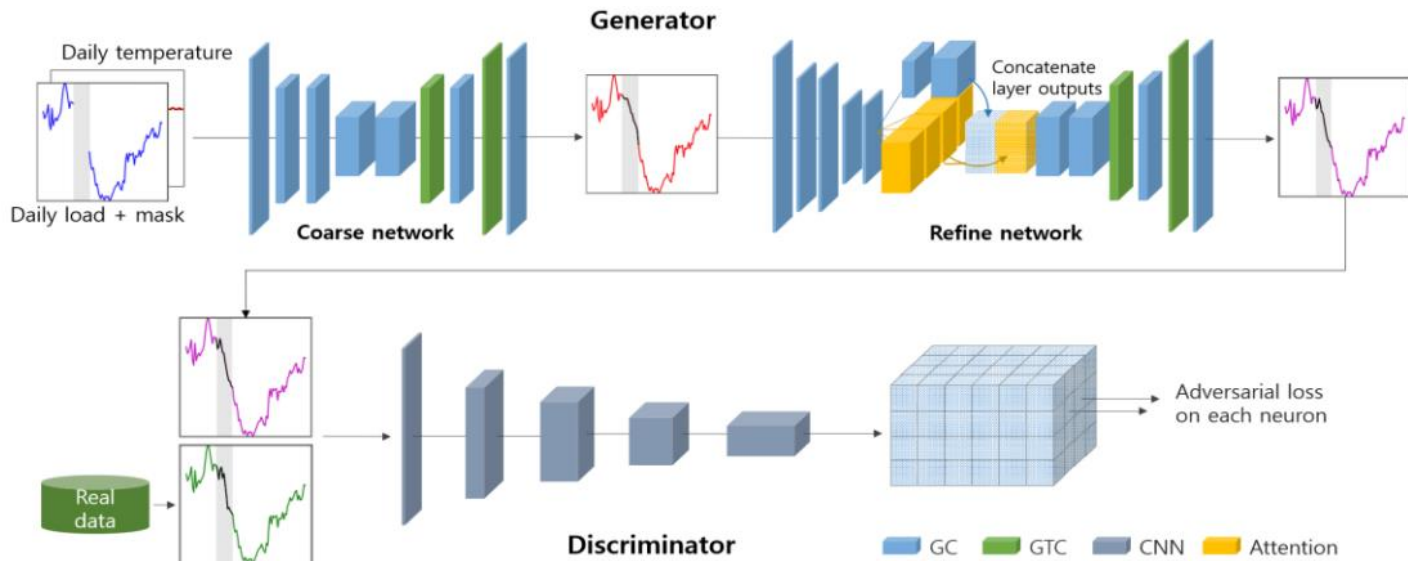 Generator
Daily temperature
Concatenate
layer outputs
Daily load + mask
Coarse network
Refine network
Real
data
Adversarial loss
on each neuron
Discriminator
GC
GTC
CNN
Attention